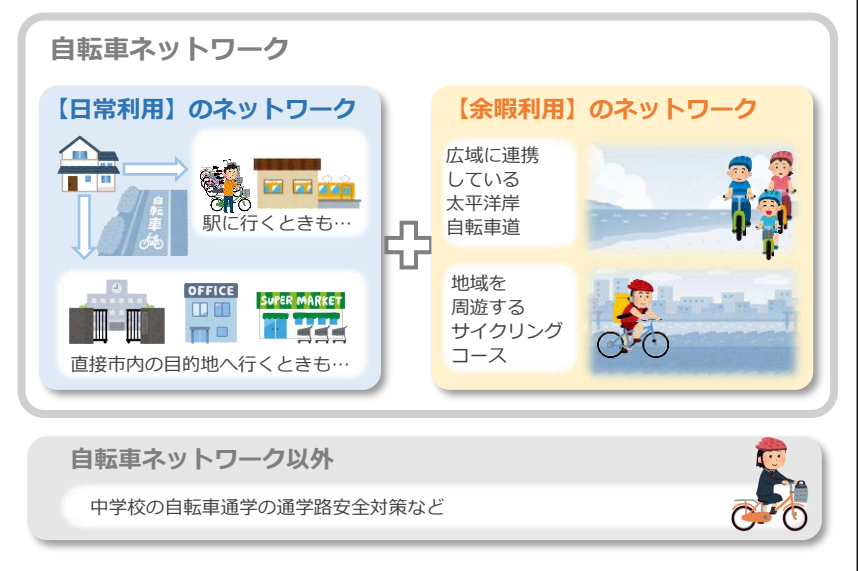 自転車ネットワーク
【日常利用】のネットワーク
自転車
駅に行くときも…
OFFICE
SUPER MARKET
直接市内の目的地へ行くときも…
【余暇利用】のネットワーク
広域に連携
している
太平洋岸
自転車道
地域を
周遊する
サイクリング
コース
自転車ネットワーク以外
中学校の自転車通学の通学路安全対策など